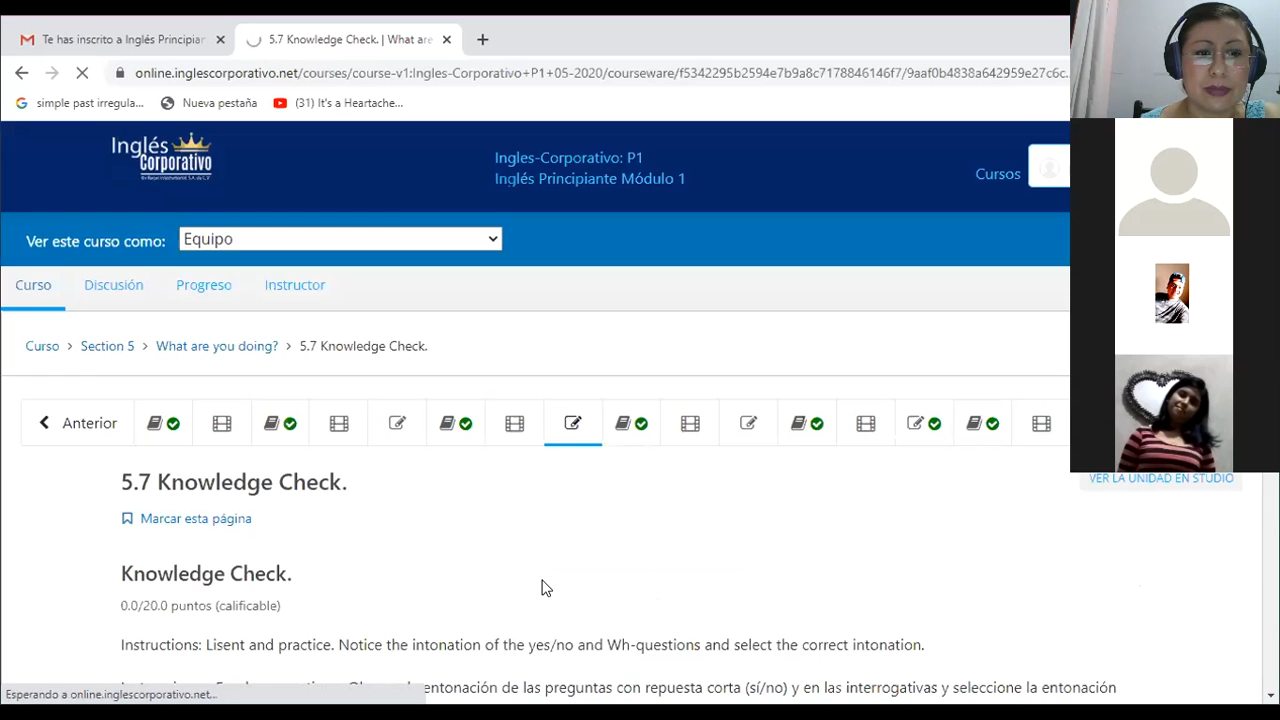 Te has inscrito a Inglés Principian
5.7 Knowledge Check. | What are
online.inglescorporativo.net/courses/course-v1:Ingles-Corporativo+P1+05-2020/courseware/f5342295b2594e7b9a8c7178846146f7/9aaf0b4838a642959e27c6c...
simple past irregula...
Nueva pestaña
(31) It's a Heartache...
Inglés
Corporativo
Ingles-Corporativo: P1
Inglés Principiante Módulo 1
Cursos
Ver este curso como:
Equipo
Curso
Discusión
Progreso
Instructor
Curso > Section 5 > What are you doing? > 5.7 Knowledge Check.
Anterior
5.7 Knowledge Check.
VER LA UNIDAD EN STUDIO
Marcar esta página
Knowledge Check.
0.0/20.0 puntos (calificable)
Instructions: Lisent and practice. Notice the intonation of the yes/no and Wh-questions and select the correct intonation.
entonación de las preguntas con repuesta corta (sí/no) y en las interrogativas y seleccione la entonación
Esperando a online.inglescorporativo.net...